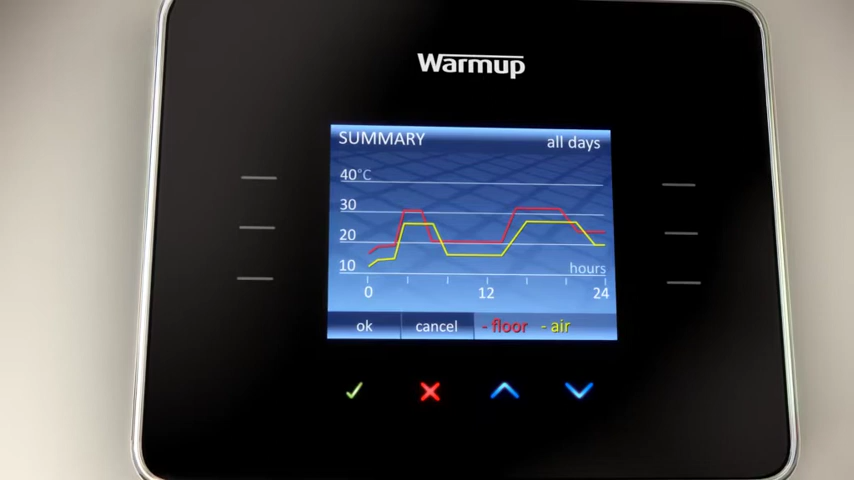 Warmup
SUMMARY all days
40°C
30
20
10
hours
0 12 24
ok cancel - floor - air